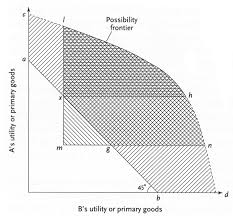 c
l
Possibility
frontier
a
A's utility or primary goods
s
h
m
g
n
45°
b
d
B's utility or primary goods